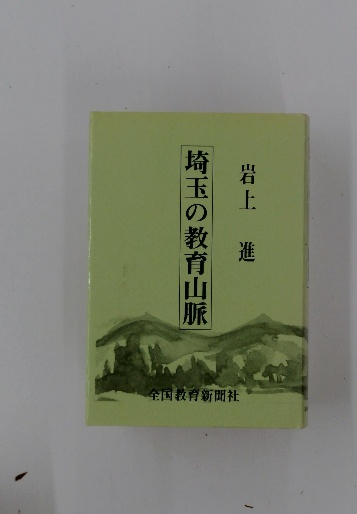 岩上 進
埼玉の教育山脈
全国教育新聞社